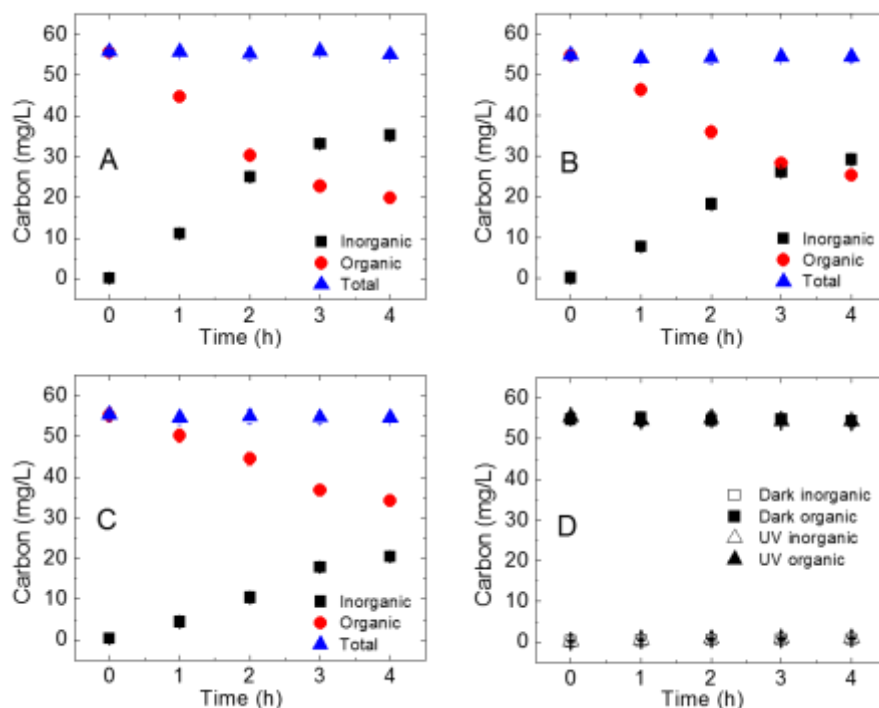 60
50
40
30
20
10
0
Carbon (mg/L)
A
Inorganic
Organic
Total
0 1 2 3 4
Time (h)
60
50
40
30
20
10
0
Carbon (mg/L)
B
Inorganic
Organic
Total
0 1 2 3 4
Time (h)
60
50
40
30
20
10
0
Carbon (mg/L)
C
Inorganic
Organic
Total
0 1 2 3 4
Time (h)
60
50
40
30
20
10
0
Carbon (mg/L)
D
Dark inorganic
Dark organic
UV inorganic
UV organic
0 1 2 3 4
Time (h)